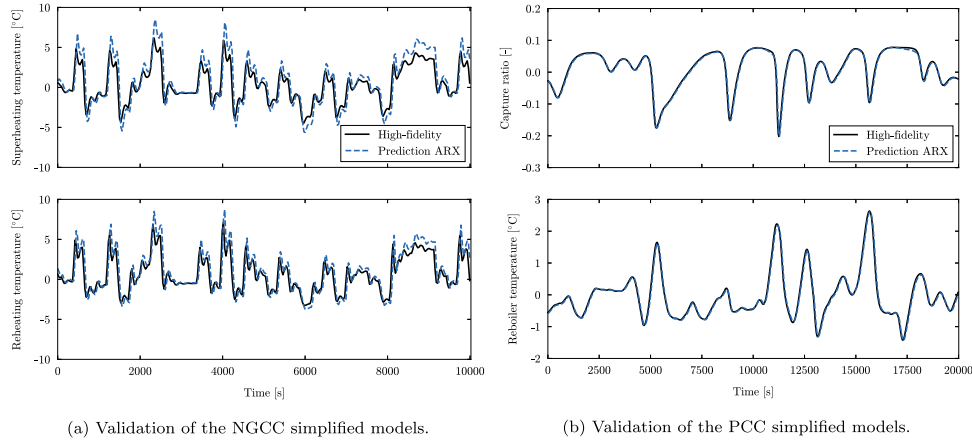 10
5
0
-5
-10
Superheating temperature [°C]
High-fidelity
Prediction ARX
10
5
0
-5
-10
Reheating temperature [°C]
0 2000 4000 6000 8000 10000
Time [s]
(a) Validation of the NGCC simplified models.
0.2
0.1
0.0
-0.1
-0.2
-0.3
Capture ratio [-]
High-fidelity
Prediction ARX
3
2
1
0
-1
-2
Reboiler temperature [°C]
0 2500 5000 7500 10000 12500 15000 17500 20000
Time [s]
(b) Validation of the PCC simplified models.